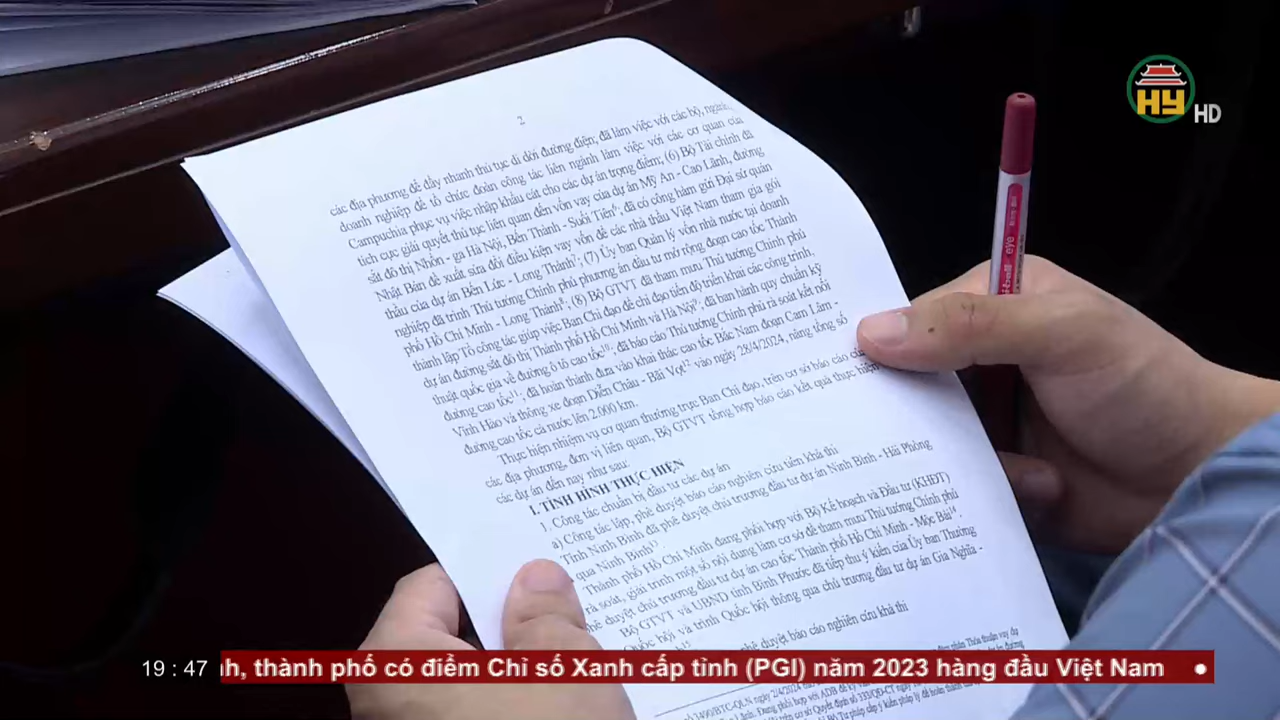 HY HD
2
các địa phương để đẩy nhanh thủ tục di dời đường điện; đã làm việc với các bộ, ngành,
doanh nghiệp để tổ chức đoàn công tác liên ngành làm việc với các cơ quan của
Campuchia phục vụ việc nhập khẩu cát cho các dự án trọng điểm; (6) Bộ Tài chính đã
tích cực giải quyết thủ tục liên quan đến vốn vay của dự án Mỹ An - Cao Lãnh, đường
sắt đô thị Nhổn - ga Hà Nội, Bến Thành - Suối Tiên⁶; đã có công hàm gửi Đại sứ quán
Nhật Bản đề xuất sửa đổi điều kiện vay vốn để các nhà thầu Việt Nam tham gia gói
thầu của dự án Bến Lức - Long Thành⁷; (7) Ủy ban Quản lý vốn nhà nước tại doanh
nghiệp đã trình Thủ tướng Chính phủ phương án đầu tư mở rộng đoạn cao tốc Thành
phố Hồ Chí Minh - Long Thành⁸; (8) Bộ GTVT đã tham mưu Thủ tướng Chính phủ
thành lập Tổ công tác giúp việc Ban Chỉ đạo để chỉ đạo tiến độ triển khai các công trình,
dự án đường sắt đô thị Thành phố Hồ Chí Minh và Hà Nội⁹; đã ban hành quy chuẩn kỹ
thuật quốc gia về đường ô tô cao tốc¹⁰; đã báo cáo Thủ tướng Chính phủ rà soát kết nối
đường cao tốc¹¹; đã hoàn thành đưa vào khai thác cao tốc Bắc Nam đoạn Cam Lâm -
Vĩnh Hảo và thông xe đoạn Diễn Châu - Bãi Vọt¹² vào ngày 28/4/2024, nâng tổng số
đường cao tốc cả nước lên 2.000 km.
Thực hiện nhiệm vụ cơ quan thường trực Ban Chỉ đạo, trên cơ sở báo cáo của
các địa phương, đơn vị liên quan, Bộ GTVT tổng hợp báo cáo kết quả thực hiện
các dự án đến nay như sau:
I. TÌNH HÌNH THỰC HIỆN
1. Công tác chuẩn bị đầu tư các dự án
a) Công tác lập, phê duyệt báo cáo nghiên cứu tiền khả thi
Tỉnh Ninh Bình đã phê duyệt chủ trương đầu tư dự án Ninh Bình - Hải Phòng
qua Ninh Bình¹³
Thành phố Hồ Chí Minh đang phối hợp với Bộ Kế hoạch và Đầu tư (KHĐT)
rà soát, giải trình một số nội dung làm cơ sở để tham mưu Thủ tướng Chính phủ
phê duyệt chủ trương đầu tư dự án cao tốc Thành phố Hồ Chí Minh - Mộc Bài¹⁴.
Bộ GTVT và UBND tỉnh Bình Phước đã tiếp thu ý kiến của Ủy ban Thường
Quốc hội và trình Quốc hội thông qua chủ trương đầu tư dự án Gia Nghĩa -
phê duyệt báo cáo nghiên cứu khả thi
3400/BTC-QLN ngày 2/4/2024
19 : 47
nh, thành phố có điểm Chỉ số Xanh cấp tỉnh (PGI) năm 2023 hàng đầu Việt Nam